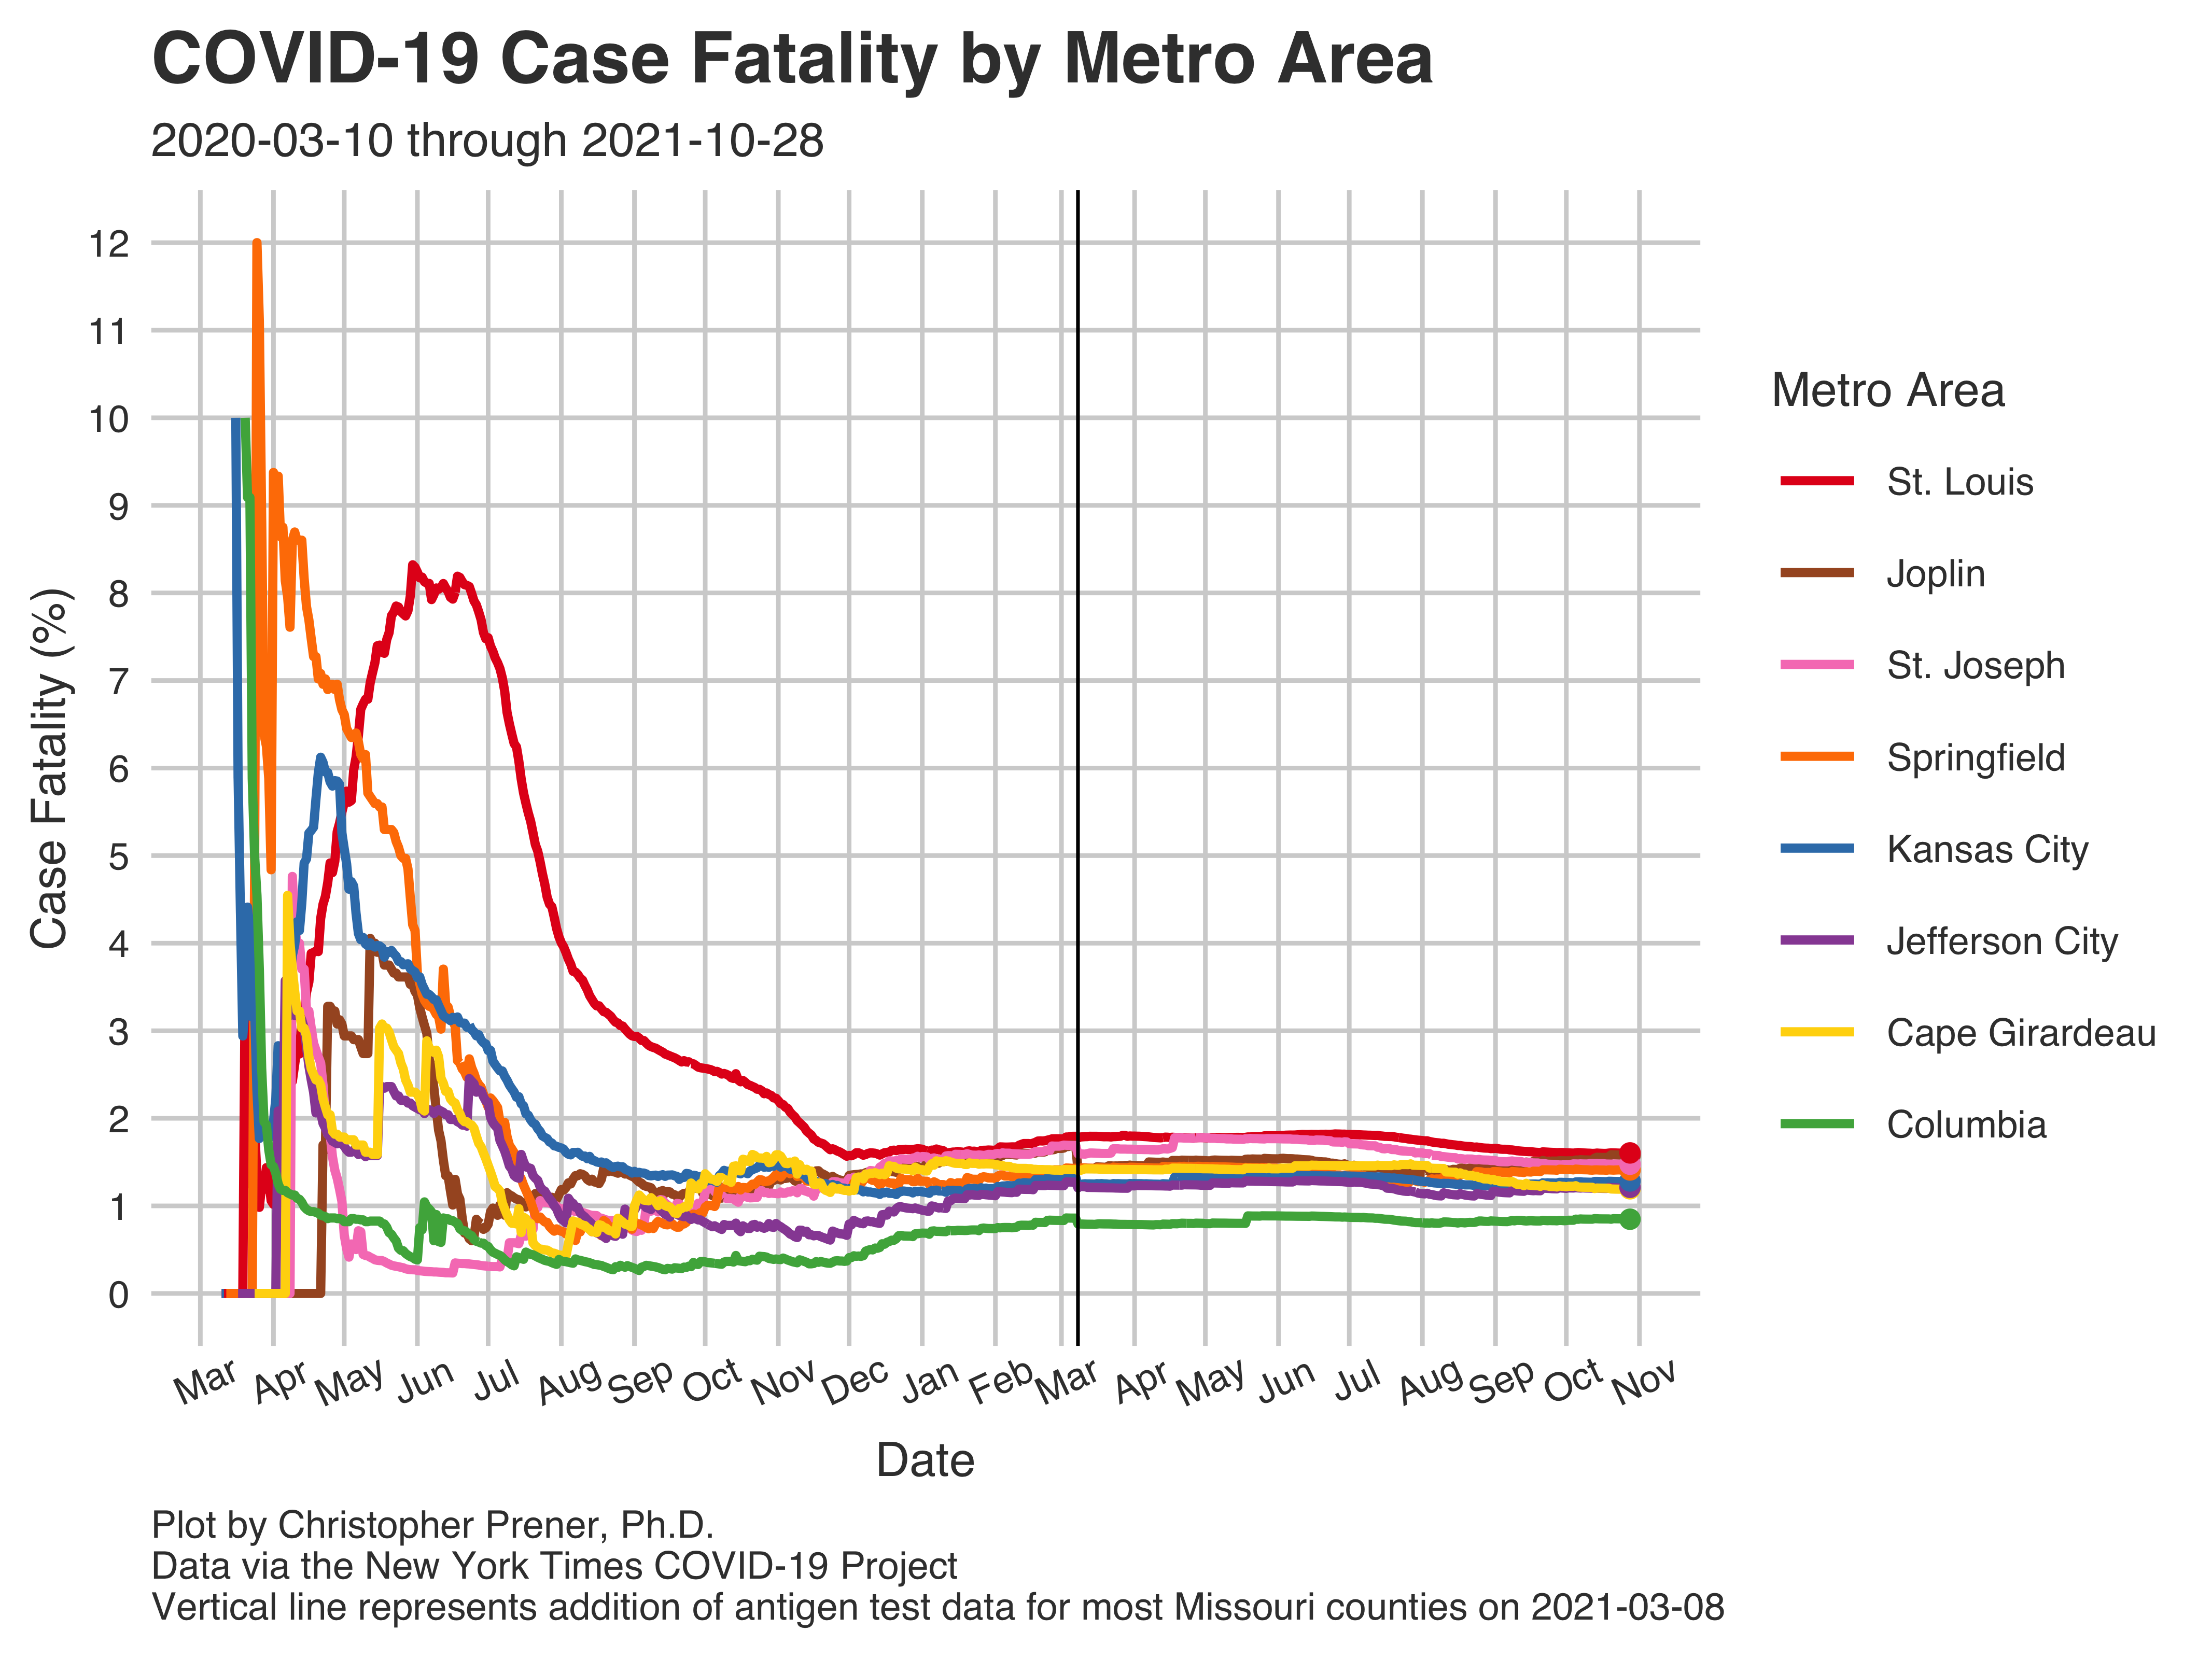 COVID-19 Case Fatality by Metro Area
2020-03-10 through 2021-10-28
12
11
10
9
8
7
6
5
4
3
2
1
0
Case Fatality (%)
Mar Apr May Jun Jul Aug Sep Oct Nov Dec Jan Feb Mar Apr May Jun Jul Aug Sep Oct Nov
Date
Metro Area
St. Louis
Joplin
St. Joseph
Springfield
Kansas City
Jefferson City
Cape Girardeau
Columbia
Plot by Christopher Prener, Ph.D.
Data via the New York Times COVID-19 Project
Vertical line represents addition of antigen test data for most Missouri counties on 2021-03-08